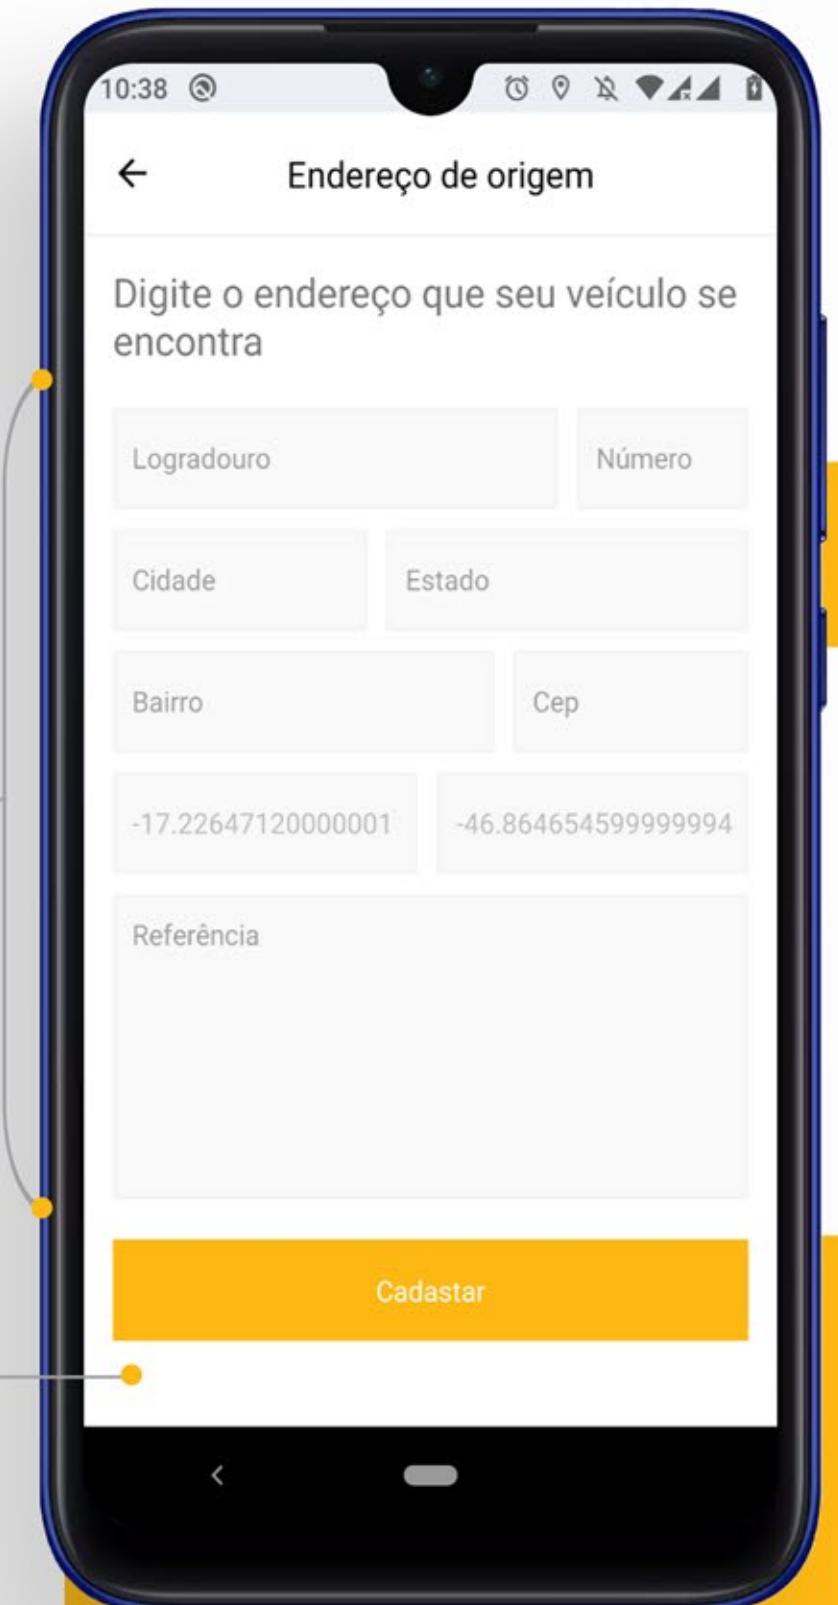 10:38
Endereço de origem
Digite o endereço que seu veículo se
encontra
Logradouro
Número
Cidade
Estado
Bairro
Cep
-17.22647120000001
-46.864654599999994
Referência
Cadastar